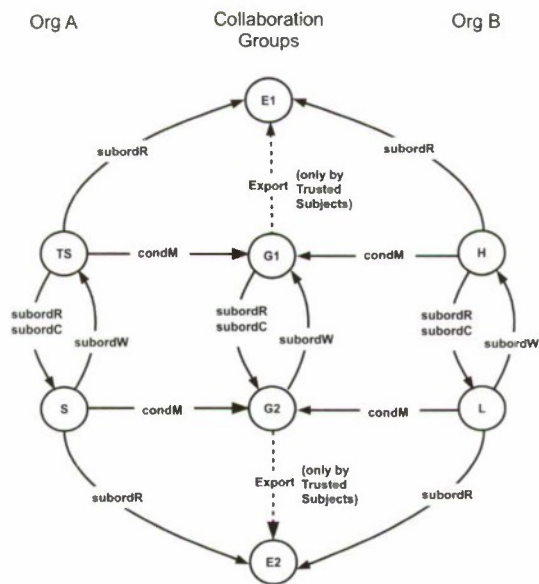 Org A
Collaboration
Groups
Org B
E1
subordR
subordR
Export
(only by
Trusted
Subjects)
TS
condM
G1
condM
H
subordR
subordC
subordW
subordR
subordC
subordW
subordR
subordC
subordW
S
condM
G2
condM
L
Export
(only by
Trusted
Subjects)
subordR
subordR
E2